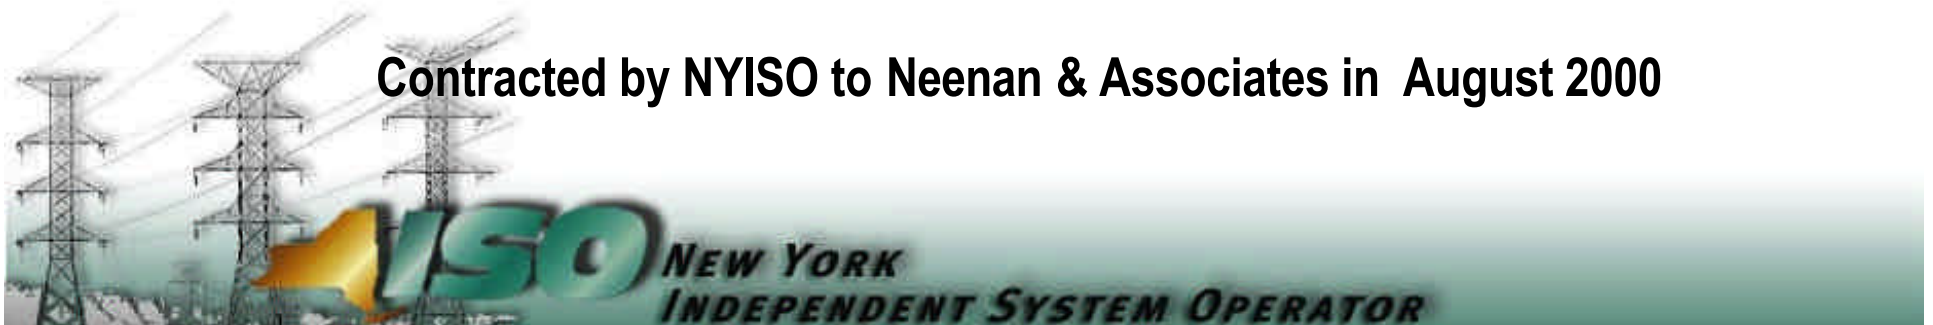 Contracted by NYISO to Neenan & Associates in August 2000
ISO
NEW YORK
INDEPENDENT SYSTEM OPERATOR